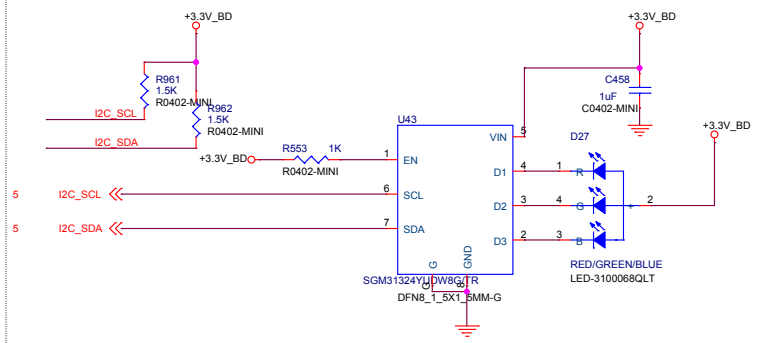 +3.3V_BD
+3.3V_BD
R961
1.5K
R0402-MINI
R962
1.5K
R0402-MINI
I2C_SCL
I2C_SDA
C458
1uF
C0402-MINI
+3.3V_BD
U43
D27
R553 1K
+3.3V_BD
R0402-MINI
1 EN
VIN 5
D1 4 1 R
5 I2C_SCL 6 SCL
D2 3 4 G + 2
5 I2C_SDA 7 SDA
D3 2 3 B
G GND
G 8
RED/GREEN/BLUE
LED-3100068QLT
SGM31324YUDW8G/TR
DFN8_1_5X1_5MM-G